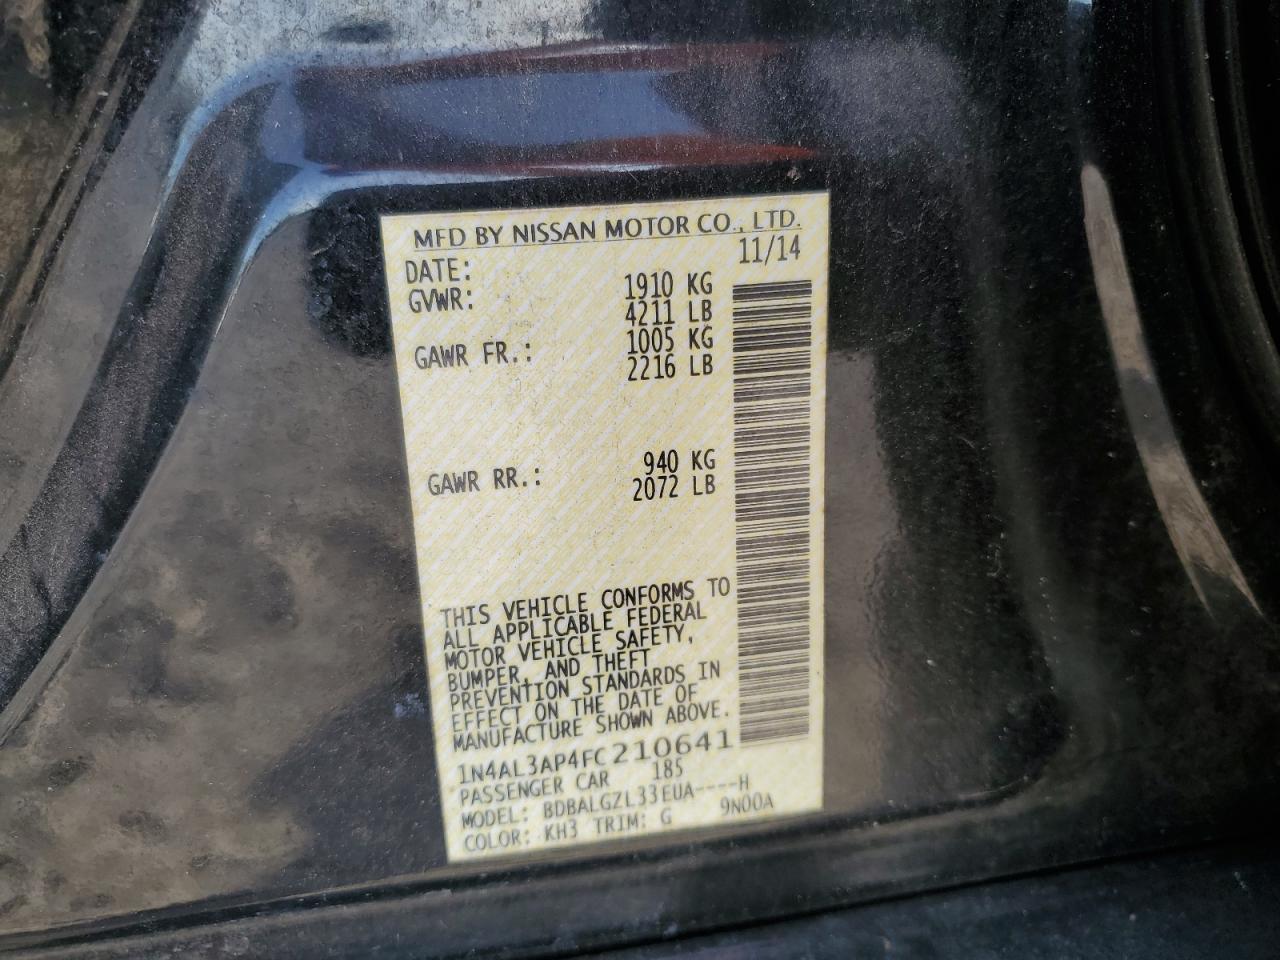 MFD BY NISSAN MOTOR CO., LTD.
DATE: 11/14
GVWR: 1910 KG
4211 LB
GAWR FR.: 1005 KG
2216 LB
GAWR RR.: 940 KG
2072 LB
THIS VEHICLE CONFORMS TO
ALL APPLICABLE FEDERAL
MOTOR VEHICLE SAFETY,
BUMPER, AND THEFT
PREVENTION STANDARDS IN
EFFECT ON THE DATE OF
MANUFACTURE SHOWN ABOVE.
1N4AL3AP4FC210641
PASSENGER CAR 185
MODEL: BDBALGZL33EUA----H
COLOR: KH3 TRIM: G 9N00A